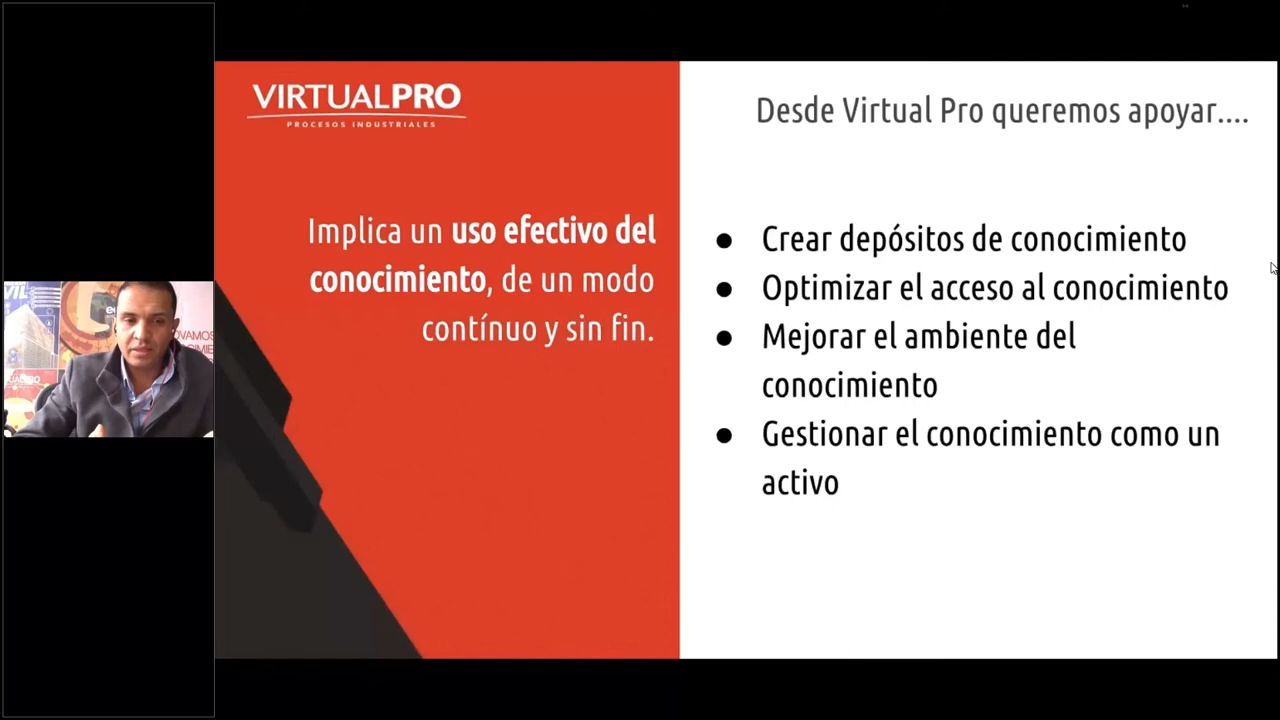 VIRTUALPRO
PROCESOS INDUSTRIALES
Implica un uso efectivo del
conocimiento, de un modo
contínuo y sin fin.
Desde Virtual Pro queremos apoyar....
● Crear depósitos de conocimiento
● Optimizar el acceso al conocimiento
● Mejorar el ambiente del
conocimiento
● Gestionar el conocimiento como un
activo